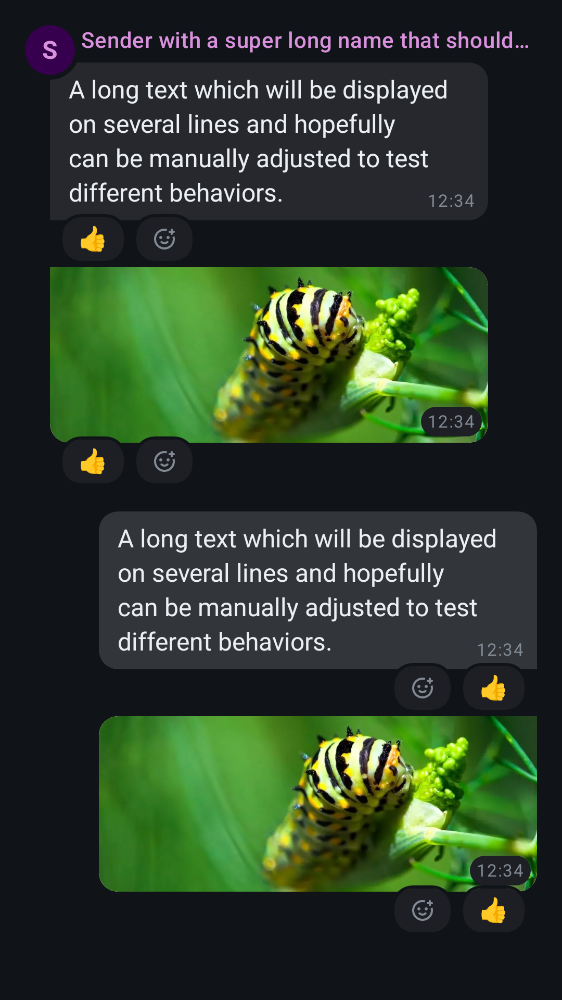 S
Sender with a super long name that should...
A long text which will be displayed
on several lines and hopefully
can be manually adjusted to test
different behaviors.
12:34
12:34
A long text which will be displayed
on several lines and hopefully
can be manually adjusted to test
different behaviors.
12:34
12:34